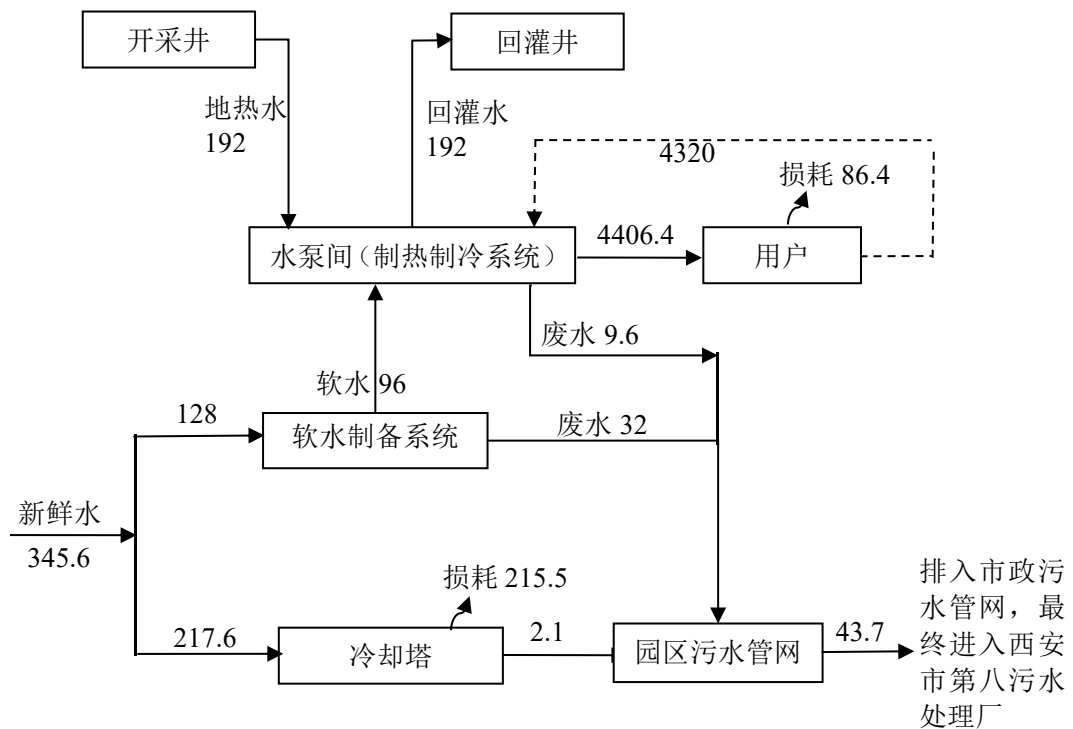 开采井
回灌井
地热水
192
回灌水
192
4320
损耗 86.4
水泵间（制热制冷系统）
4406.4
用户
废水 9.6
软水 96
128
软水制备系统
废水 32
新鲜水
345.6
损耗 215.5
217.6
冷却塔
2.1
园区污水管网
43.7
排入市政污
水管网，最
终进入西安
市第八污水
处理厂